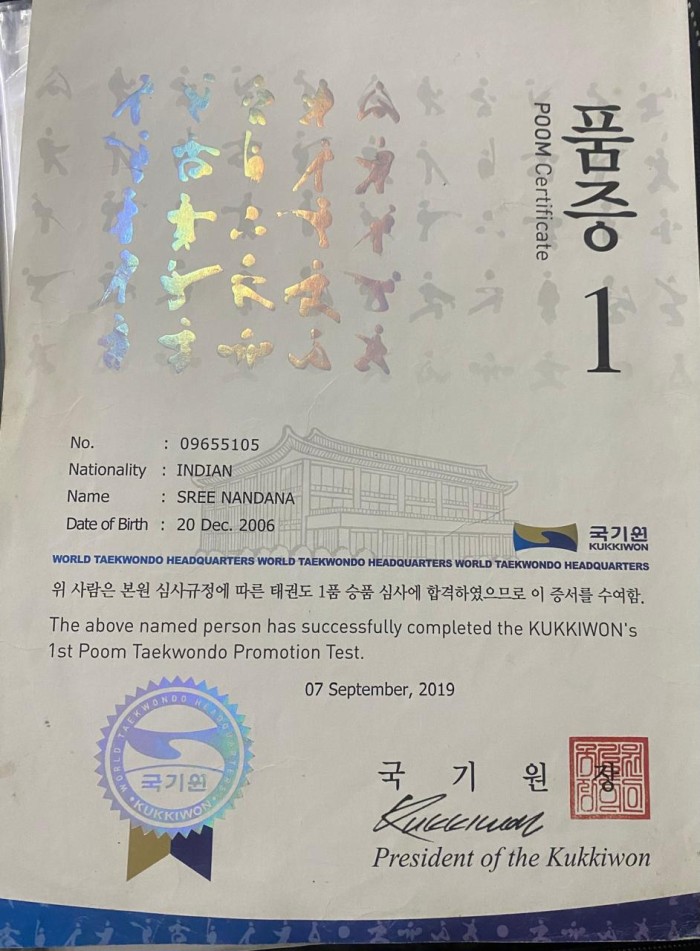 품증
POOM Certificate
1
No. : 09655105
Nationality : INDIAN
Name : SREE NANDANA
Date of Birth : 20 Dec. 2006
국기원
KUKKIWON
WORLD TAEKWONDO HEADQUARTERS WORLD TAEKWONDO HEADQUARTERS WORLD TAEKWONDO HEADQUARTERS
위 사람은 본원 심사규정에 따른 태권도 1품 승품 심사에 합격하였으므로 이 증서를 수여함.
The above named person has successfully completed the KUKKIWON's
1st Poom Taekwondo Promotion Test.
07 September, 2019
WORLD TAEKWONDO HEADQUARTERS
국기원
·KUKKIWON·
국 기 원 장
Kukkiwon
President of the Kukkiwon